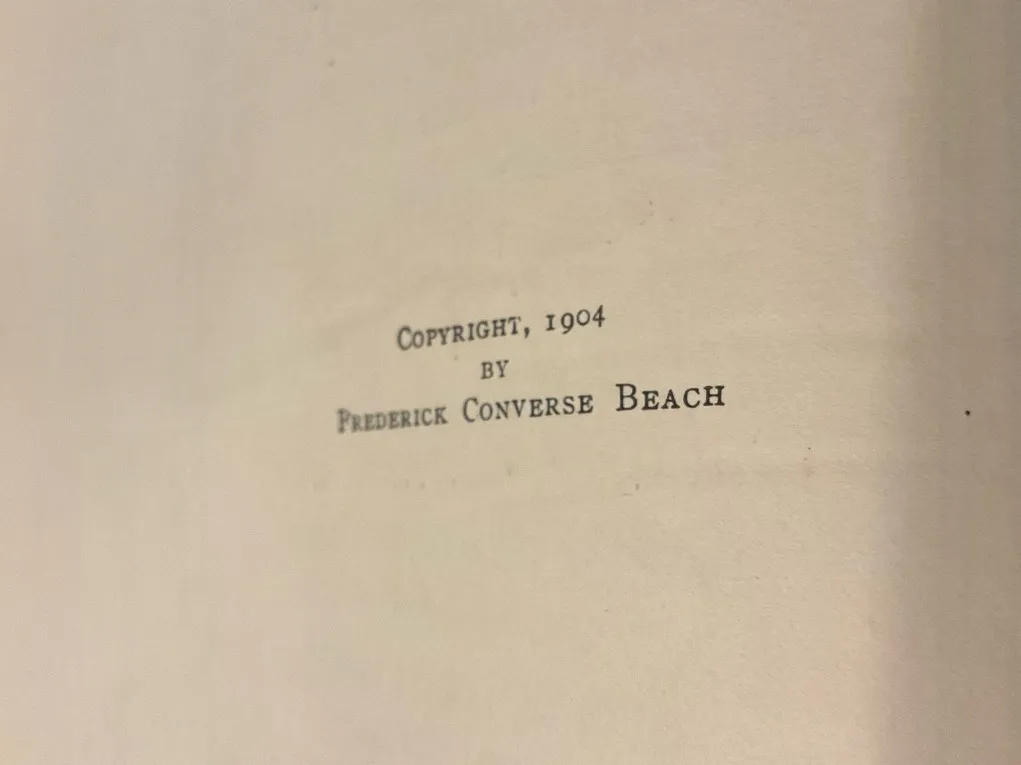 COPYRIGHT, 1904
BY
FREDERICK CONVERSE BEACH